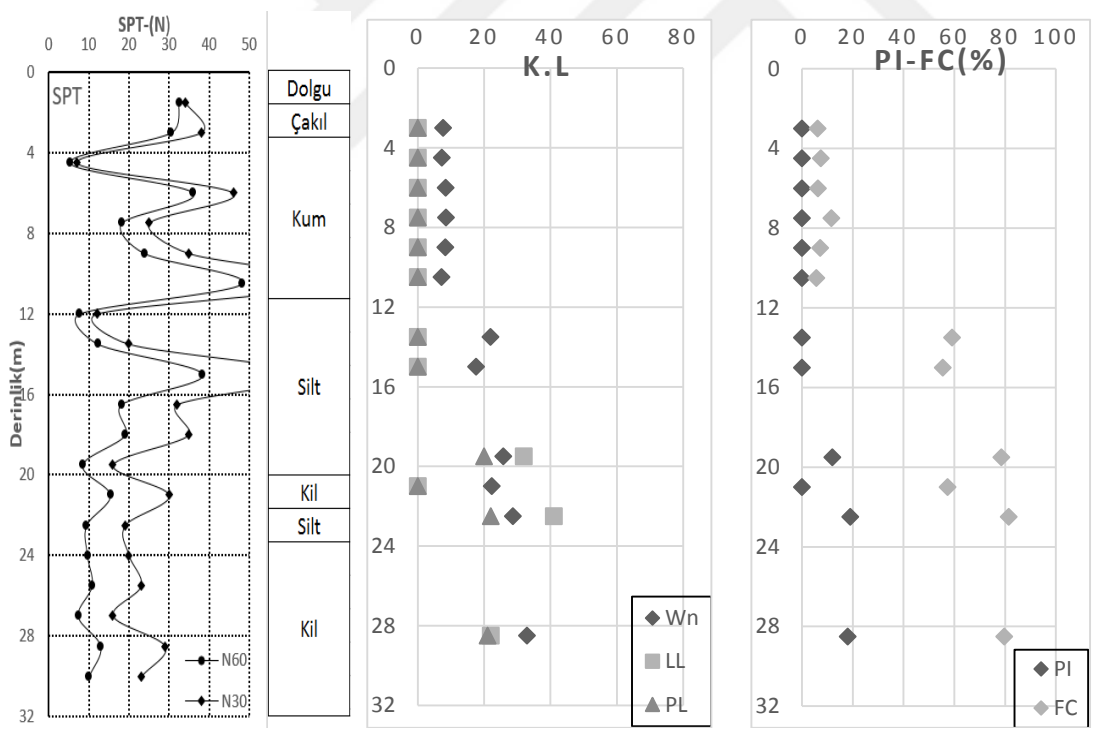 SPT-(N)
0 10 20 30 40 50
SPT
0
4
8
12
16
20
24
28
32
Derinlik(m)
N60
N30
Dolgu
Çakıl
Kum
Silt
Kil
Silt
Kil
0 20 40 60 80
K.L
0
4
8
12
16
20
24
28
32
Wn
LL
PL
0 20 40 60 80 100
PI-FC(%)
0
4
8
12
16
20
24
28
32
PI
FC